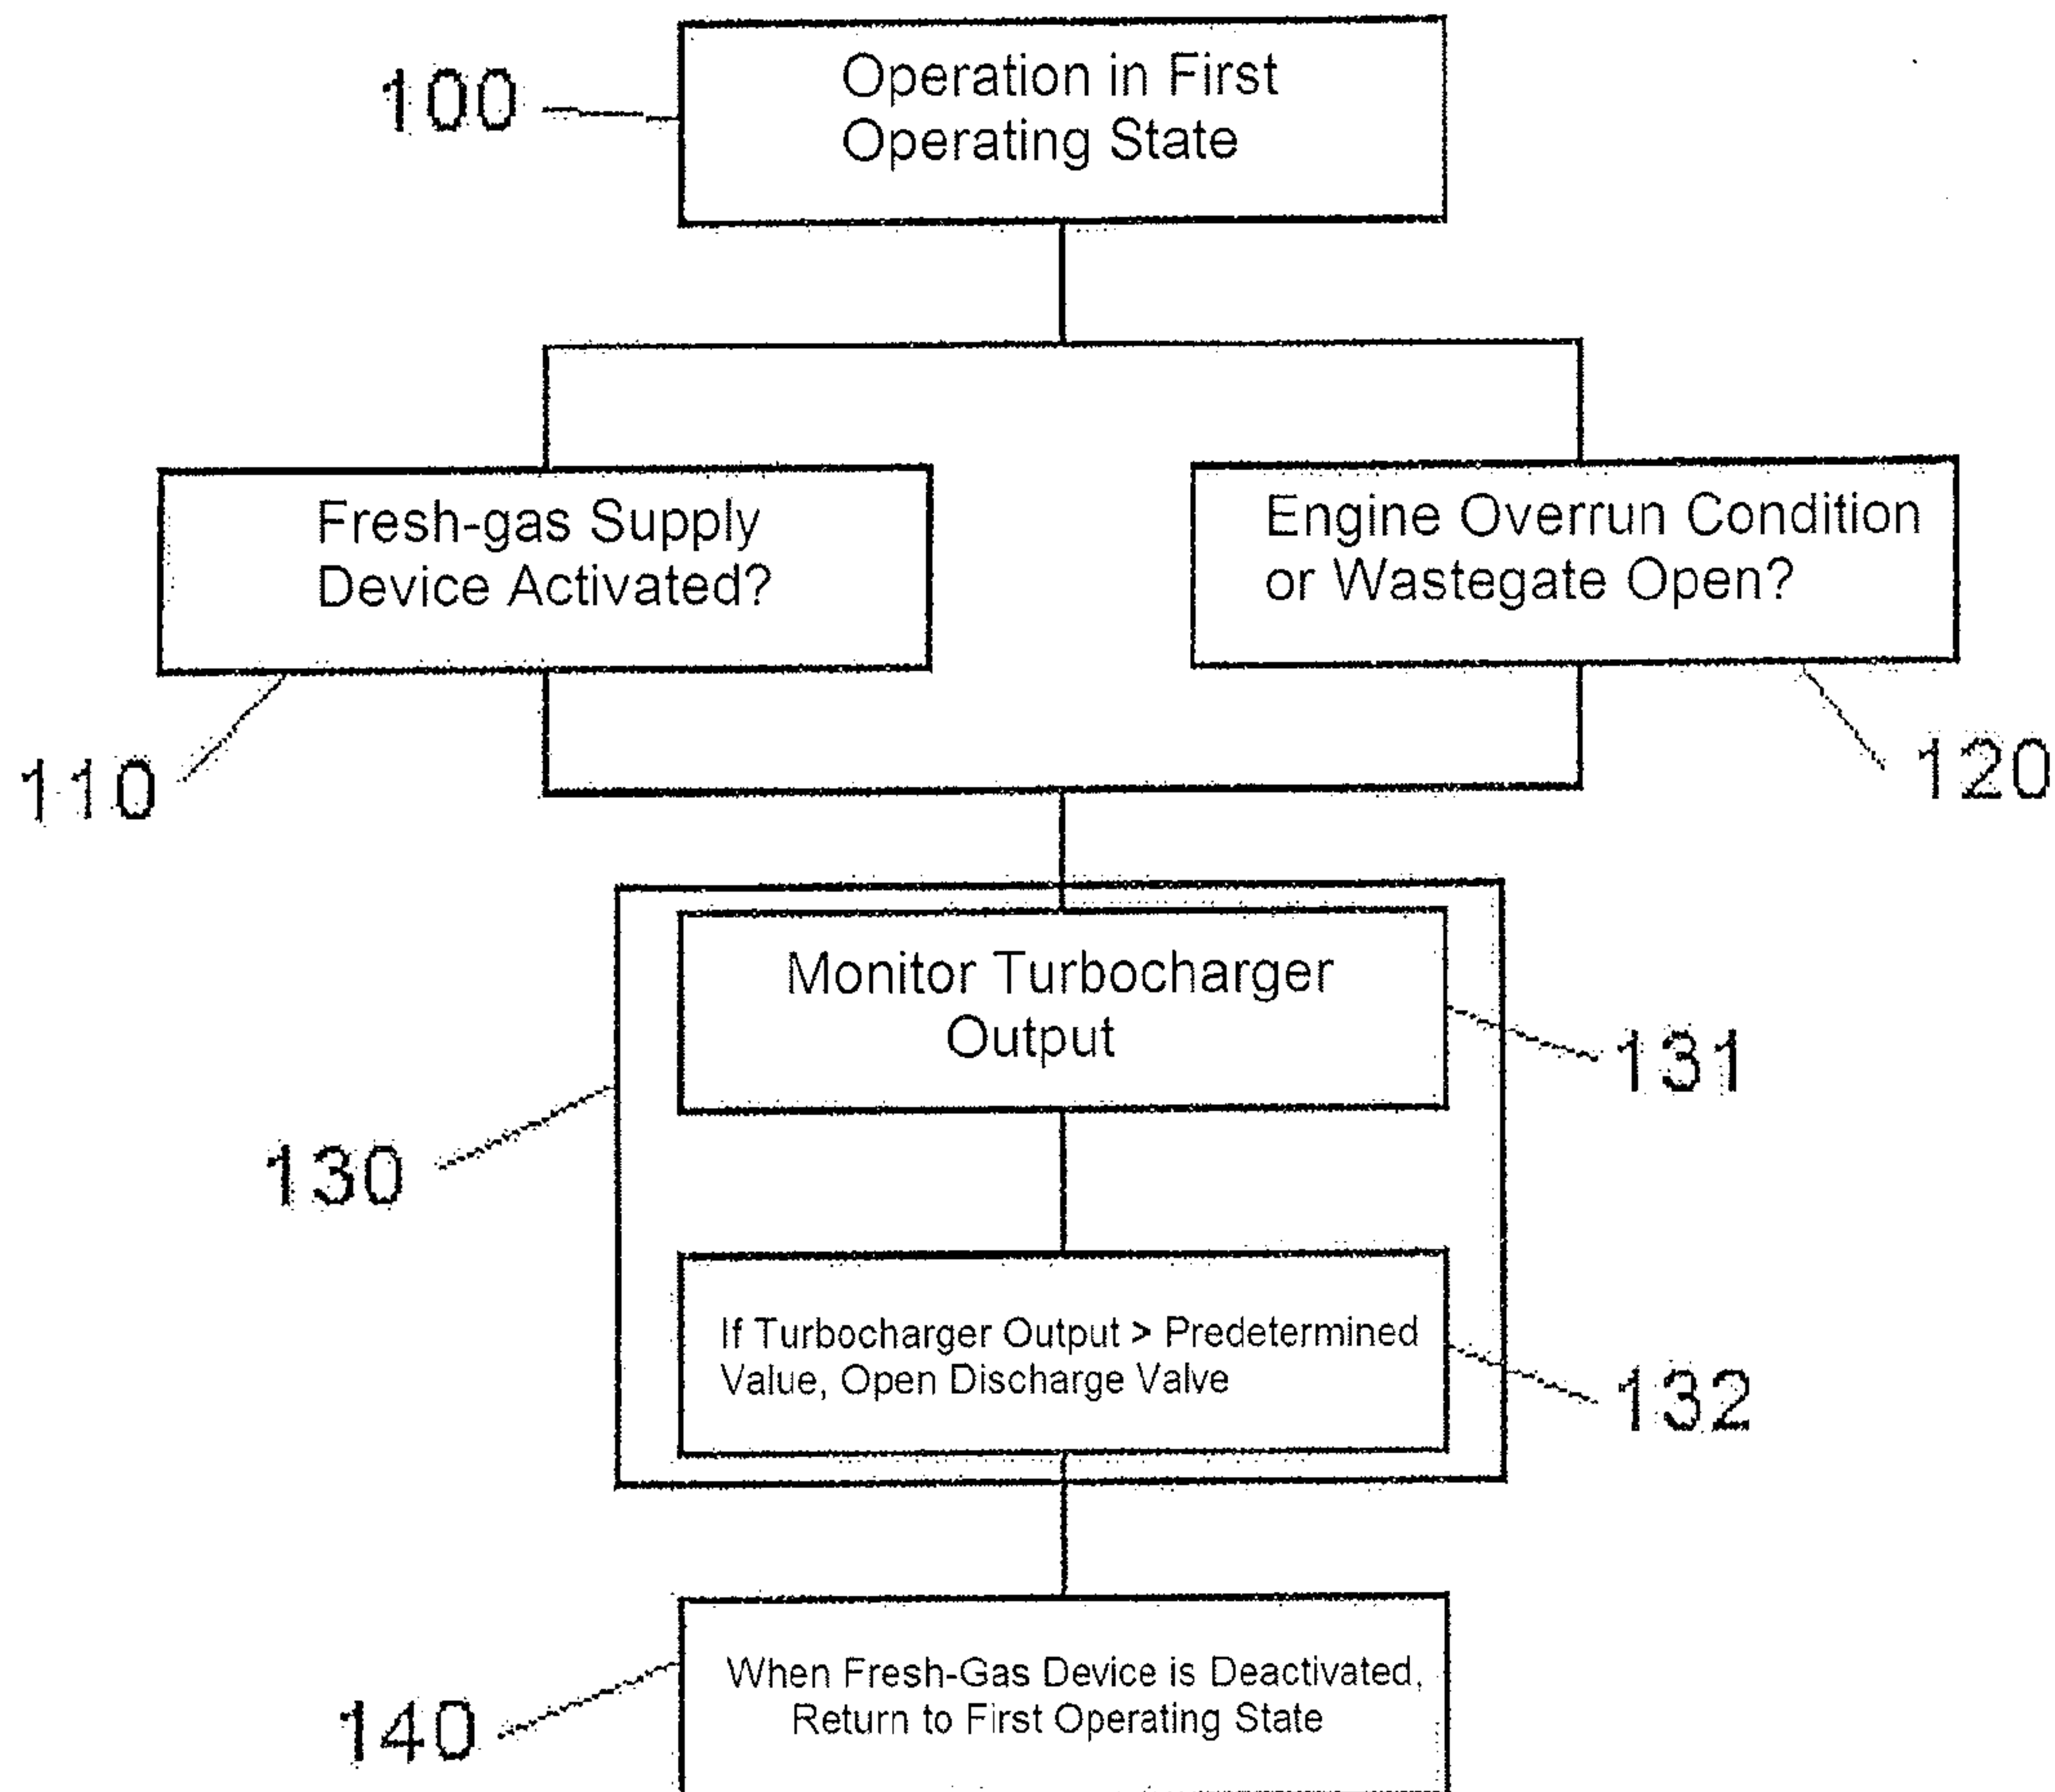 100
Operation in First
Operating State
Fresh-gas Supply
Device Activated?
Engine Overrun Condition
or Wastegate Open?
110
120
Monitor Turbocharger
Output
131
130
If Turbocharger Output > Predetermined
Value, Open Discharge Valve
132
When Fresh-Gas Device is Deactivated,
Return to First Operating State
140